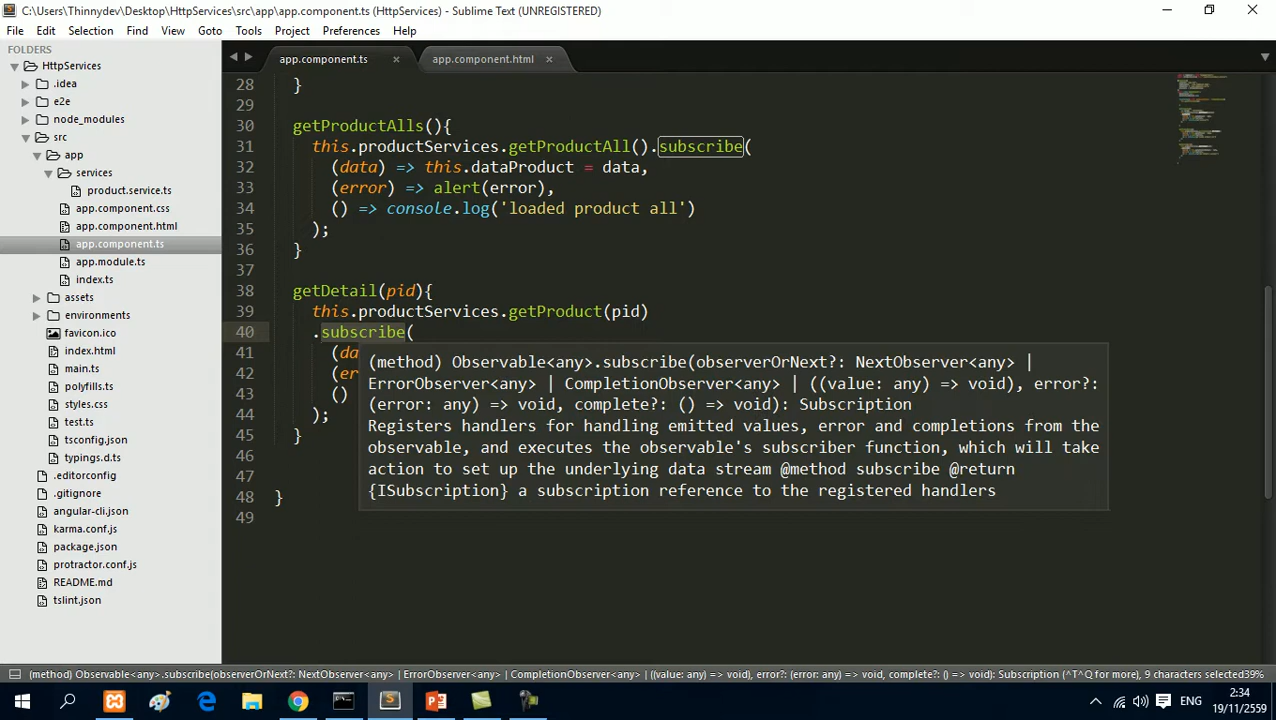 C:\Users\Thinnydev\Desktop\HttpServices\src\app\app.component.ts (HttpServices) - Sublime Text (UNREGISTERED)
File Edit Selection Find View Goto Tools Project Preferences Help
FOLDERS
HttpServices
.idea
e2e
node_modules
src
app
services
product.service.ts
app.component.css
app.component.html
app.component.ts
app.module.ts
index.ts
assets
environments
favicon.ico
index.html
main.ts
polyfills.ts
styles.css
test.ts
tsconfig.json
typings.d.ts
.editorconfig
.gitignore
angular-cli.json
karma.conf.js
package.json
protractor.conf.js
README.md
tslint.json
app.component.ts × app.component.html ×
28 }
29
30 getProductAlls(){
31 this.productServices.getProductAll().subscribe(
32 (data) => this.dataProduct = data,
33 (error) => alert(error),
34 () => console.log('loaded product all')
35 );
36 }
37
38 getDetail(pid){
39 this.productServices.getProduct(pid)
40 .subscribe(
41 (da
42 (er
43 ()
44 );
45 }
46
47
48 }
49
(method) Observable<any>.subscribe(observerOrNext?: NextObserver<any> |
ErrorObserver<any> | CompletionObserver<any> | ((value: any) => void), error?:
(error: any) => void, complete?: () => void): Subscription
Registers handlers for handling emitted values, error and completions from the
observable, and executes the observable's subscriber function, which will take
action to set up the underlying data stream @method subscribe @return
{ISubscription} a subscription reference to the registered handlers
(method) Observable<any>.subscribe(observerOrNext?: NextObserver<any> | ErrorObserver<any> | CompletionObserver<any> | ((value: any) => void), error?: (error: any) => void, complete?: () => void): Subscription (^T^Q for more), 9 characters selected39%
ENG
2:34
19/11/2559